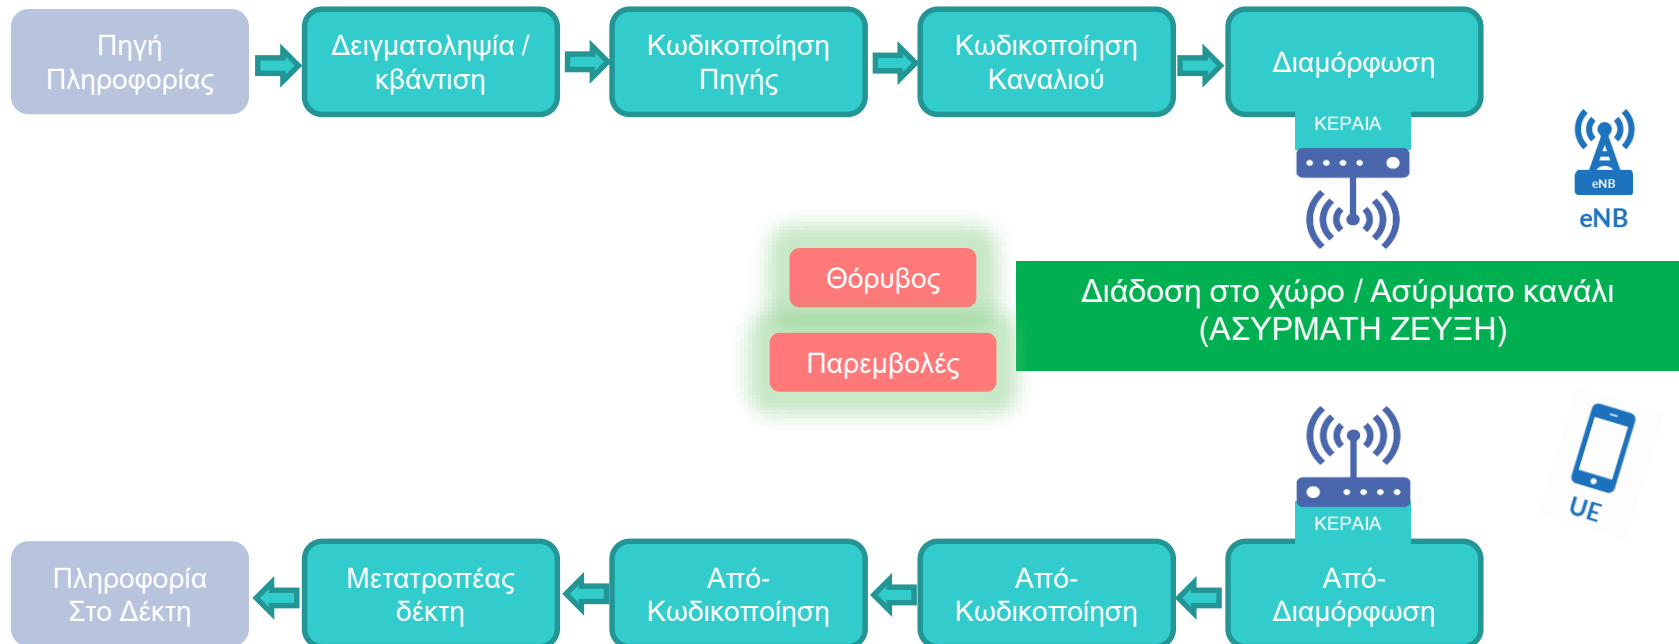 Πηγή
Πληροφορίας
Δειγματοληψία /
κβάντιση
Κωδικοποίηση
Πηγής
Κωδικοποίηση
Καναλιού
Διαμόρφωση
ΚΕΡΑΙΑ
eNB
eNB
Θόρυβος
Παρεμβολές
Διάδοση στο χώρο / Ασύρματο κανάλι
(ΑΣΥΡΜΑΤΗ ΖΕΥΞΗ)
UE
ΚΕΡΑΙΑ
Πληροφορία
Στο Δέκτη
Μετατροπέας
δέκτη
Από-
Κωδικοποίηση
Από-
Κωδικοποίηση
Από-
Διαμόρφωση